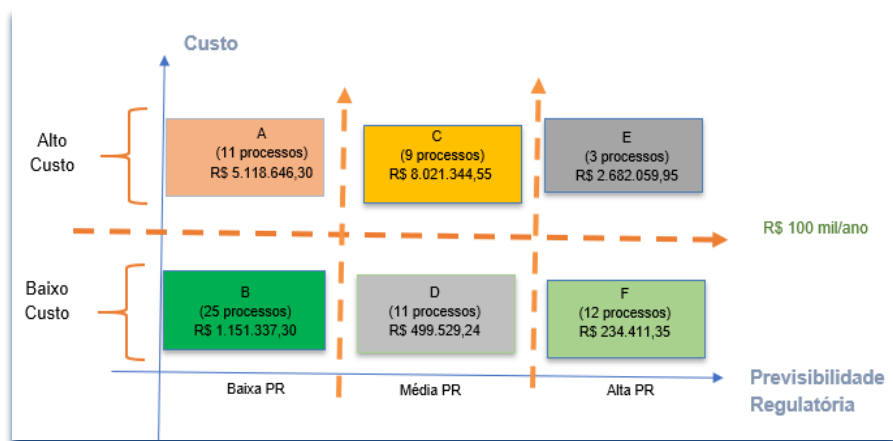 Custo
Alto
Custo
A
(11 processos)
R$ 5.118.646,30
C
(9 processos)
R$ 8.021.344,55
E
(3 processos)
R$ 2.682.059,95
R$ 100 mil/ano
Baixo
Custo
B
(25 processos)
R$ 1.151.337,30
D
(11 processos)
R$ 499.529,24
F
(12 processos)
R$ 234.411,35
Baixa PR
Média PR
Alta PR
Previsibilidade
Regulatória